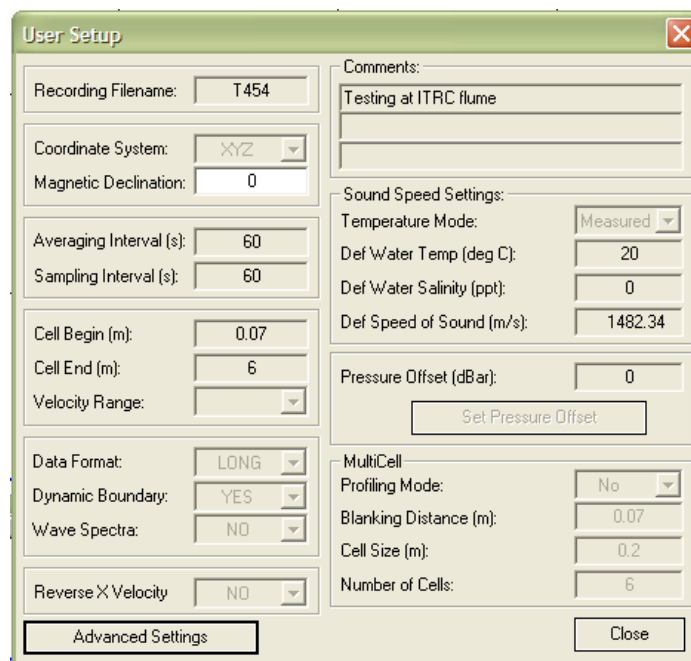 User Setup
Recording Filename: T454
Coordinate System: XYZ
Magnetic Declination: 0
Averaging Interval (s): 60
Sampling Interval (s): 60
Cell Begin (m): 0.07
Cell End (m): 6
Velocity Range:
Data Format: LONG
Dynamic Boundary: YES
Wave Spectra: NO
Reverse X Velocity NO
Advanced Settings
Comments:
Testing at ITRC flume
Sound Speed Settings:
Temperature Mode: Measured
Def Water Temp (deg C): 20
Def Water Salinity (ppt): 0
Def Speed of Sound (m/s): 1482.34
Pressure Offset (dBar): 0
Set Pressure Offset
MultiCell
Profiling Mode: No
Blanking Distance (m): 0.07
Cell Size (m): 0.2
Number of Cells: 6
Close